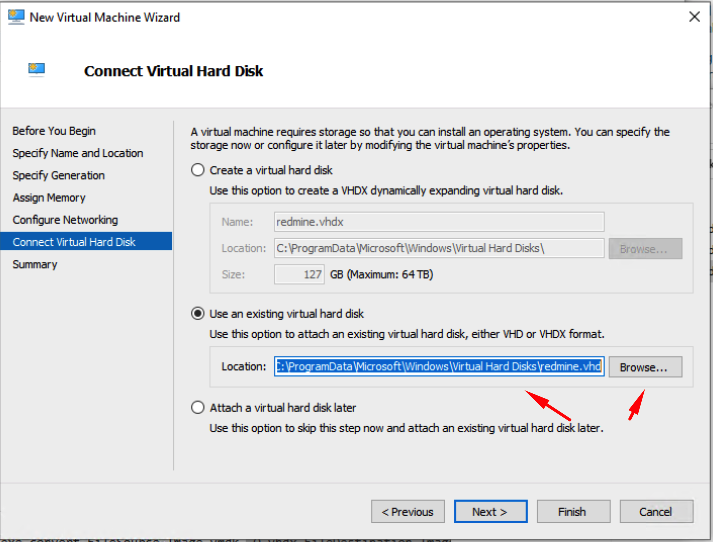 New Virtual Machine Wizard
Connect Virtual Hard Disk
Before You Begin
Specify Name and Location
Specify Generation
Assign Memory
Configure Networking
Connect Virtual Hard Disk
Summary
A virtual machine requires storage so that you can install an operating system. You can specify the
storage now or configure it later by modifying the virtual machine's properties.
Create a virtual hard disk
Use this option to create a VHDX dynamically expanding virtual hard disk.
Name: redmine.vhdx
Location: C:\ProgramData\Microsoft\Windows\Virtual Hard Disks\ Browse...
Size: 127 GB (Maximum: 64 TB)
Use an existing virtual hard disk
Use this option to attach an existing virtual hard disk, either VHD or VHDX format.
Location: C:\ProgramData\Microsoft\Windows\Virtual Hard Disks\redmine.vhd Browse...
Attach a virtual hard disk later
Use this option to skip this step now and attach an existing virtual hard disk later.
< Previous Next > Finish Cancel